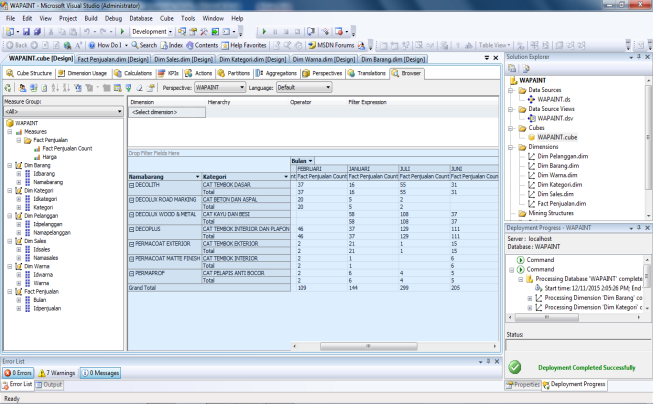 WAPAINT - Microsoft Visual Studio (Administrator)
File Edit View Project Build Debug Database Cube Tools Window Help
Development
Back How Do I Search Index Contents Help Favorites MSDN Forums Table View
WAPAINT.cube [Design] Fact Penjualan.dim [Design] Dim Sales.dim [Design] Dim Kategori.dim [Design] Dim Warna.dim [Design] Dim Barang.dim [Design]
Cube Structure Dimension Usage Calculations KPIs Actions Partitions Aggregations Perspectives Translations Browser
Perspective: WAPAINT Language: Default
Measure Group:
<All>
WAPAINT
Measures
Fact Penjualan
Fact Penjualan Count
Harga
Dim Barang
Idbarang
Namabarang
Dim Kategori
Idkategori
Kategori
Dim Pelanggan
Idpelanggan
Namapelanggan
Dim Sales
Idsales
Namasales
Dim Warna
Idwarna
Warna
Fact Penjualan
Bulan
Idpenjualan
Dimension Hierarchy Operator Filter Expression
<Select dimension>
Drop Filter Fields Here
Bulan
FEBRUARI JANUARI JULI JUNI
Namabarang Kategori nt Fact Penjualan Count Fact Penjualan Count Fact Penjualan Count Fact Penjualan Count
DECOLITH CAT TEMBOK DASAR 37 16 55 31
Total 37 16 55 31
DECOLUX ROAD MARKING CAT BETON DAN ASPAL 20 5 2
Total 20 5 2
DECOLUX WOOD & METAL CAT KAYU DAN BESI 58 108 37
Total 58 108 37
DECOPLUS CAT TEMBOK INTERIOR DAN PLAFON 46 37 129 111
Total 46 37 129 111
PERMACOAT EXTERIOR CAT TEMBOK EKTERIOR 2 21 1 15
Total 2 21 1 15
PERMACOAT MATTE FINISH CAT TEMBOK INTERIOR 2 1 6
Total 2 1 6
PERMAPROP CAT PELAPIS ANTI BOCOR 2 6 4 5
Total 2 6 4 5
Grand Total 109 144 299 205
Solution Explorer
WAPAINT
Data Sources
WAPAINT.ds
Data Source Views
WAPAINT.dsv
Cubes
WAPAINT.cube
Dimensions
Dim Pelanggan.dim
Dim Barang.dim
Dim Warna.dim
Dim Kategori.dim
Dim Sales.dim
Fact Penjualan.dim
Mining Structures
Deployment Progress - WAPAINT
Server : localhost
Database : WAPAINT
Command
Command
Processing Database 'WAPAINT' complete
Start time: 12/11/2015 2:05:26 PM; End
Processing Dimension 'Dim Barang' co
Processing Dimension 'Dim Kategori' c
Status:
Deployment Completed Successfully
Properties Deployment Progress
Error List
0 Errors 7 Warnings 0 Messages
Error List Output
Ready